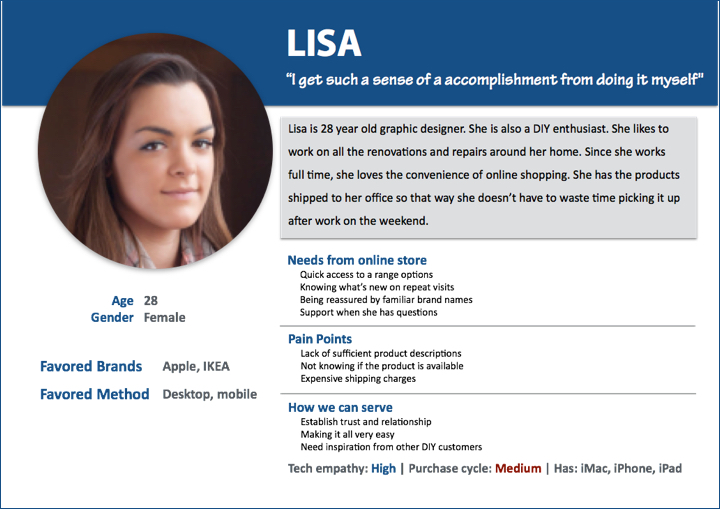 LISA
“I get such a sense of a accomplishment from doing it myself”
Lisa is 28 year old graphic designer. She is also a DIY enthusiast. She likes to
work on all the renovations and repairs around her home. Since she works
full time, she loves the convenience of online shopping. She has the products
shipped to her office so that way she doesn’t have to waste time picking it up
after work on the weekend.
Age 28
Gender Female
Favored Brands Apple, IKEA
Favored Method Desktop, mobile
Needs from online store
Quick access to a range options
Knowing what’s new on repeat visits
Being reassured by familiar brand names
Support when she has questions
Pain Points
Lack of sufficient product descriptions
Not knowing if the product is available
Expensive shipping charges
How we can serve
Establish trust and relationship
Making it all very easy
Need inspiration from other DIY customers
Tech empathy: High | Purchase cycle: Medium | Has: iMac, iPhone, iPad